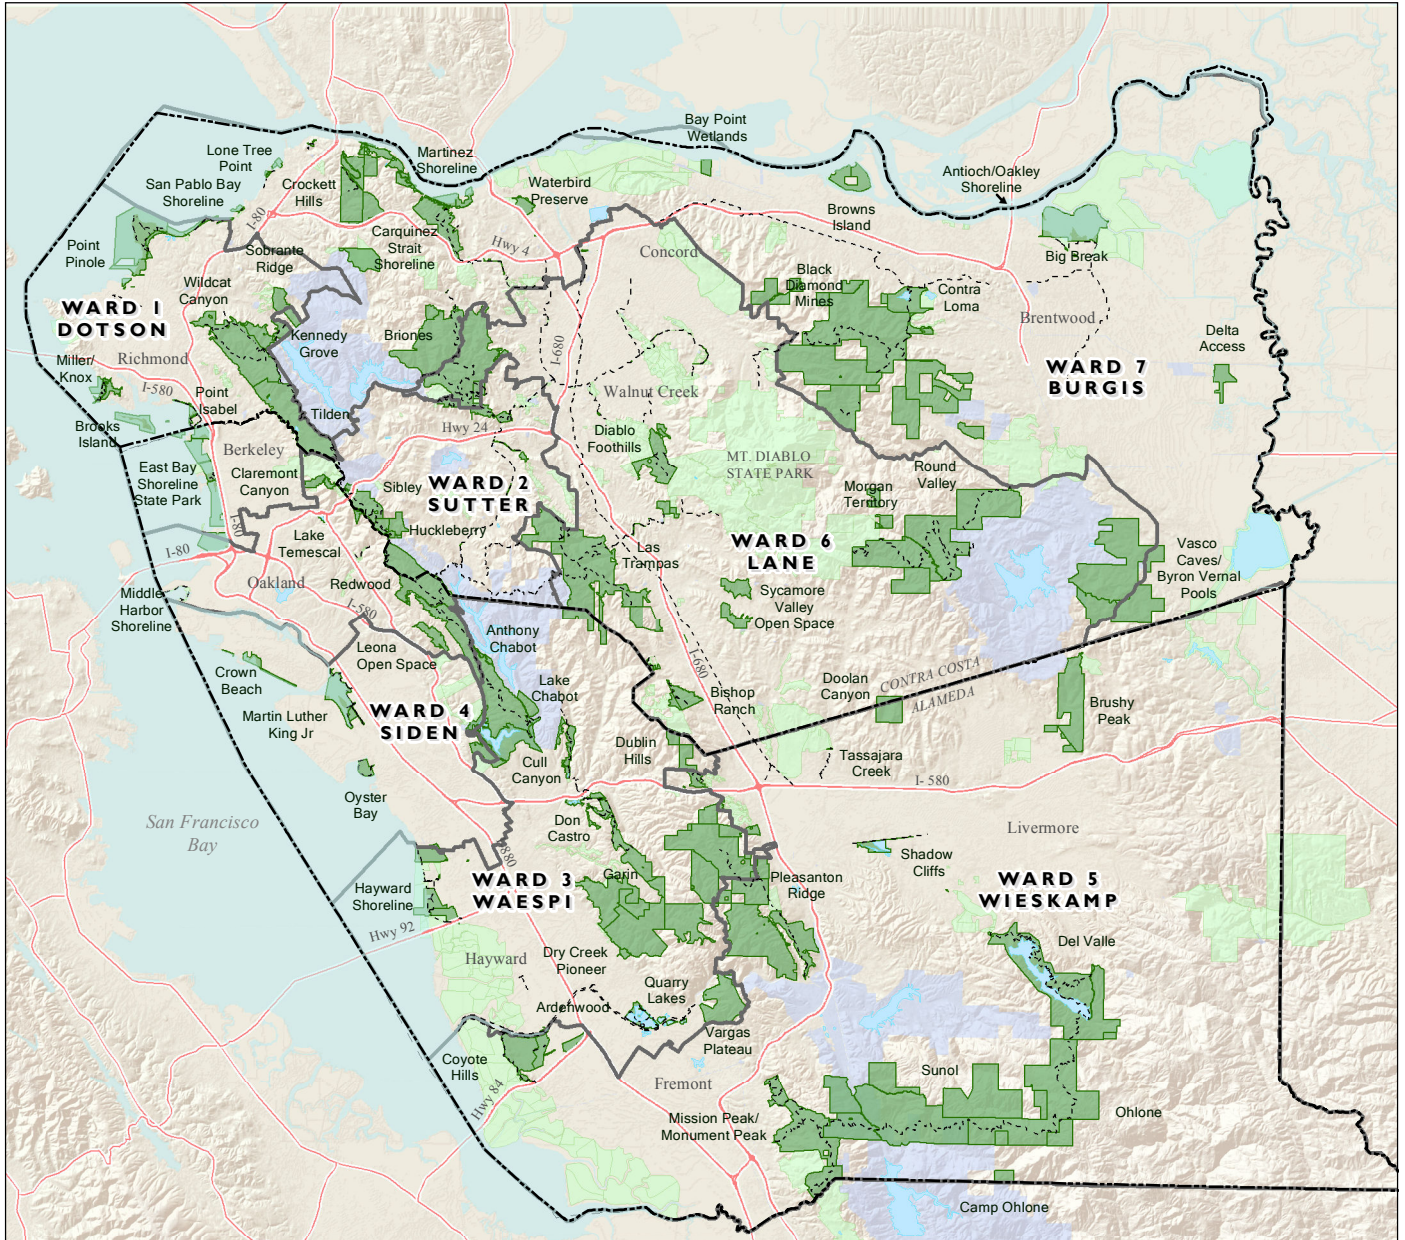 Bay Point
Wetlands
Lone Tree
Point
Martinez
Shoreline
San Pablo Bay
Shoreline
Crockett
Hills
Waterbird
Preserve
Antioch/Oakley
Shoreline
I-80
Browns
Island
Point
Pinole
Sobrante
Ridge
Carquinez
Strait
Shoreline
Hwy 4
Concord
Big Break
Wildcat
Canyon
Black
Diamond
Mines
Contra
Loma
WARD 1
DOTSON
Brentwood
Kennedy
Grove
Briones
I-680
Delta
Access
Richmond
Miller/
Knox
WARD 7
BURGIS
I-580
Point
Isabel
Walnut Creek
Tilden
Brooks
Island
Hwy 24
Diablo
Foothills
Berkeley
MT. DIABLO
STATE PARK
East Bay
Shoreline
State Park
Claremont
Canyon
Sibley
WARD 2
SUTTER
Round
Valley
Morgan
Territory
I-80
Huckleberry
Lake
Temescal
WARD 6
LANE
Las
Trampas
Vasco
Caves/
Byron Vernal
Pools
I-80
Oakland
Redwood
Middle
Harbor
Shoreline
I-580
Sycamore
Valley
Open Space
Anthony
Chabot
Leona
Open Space
I-680
Crown
Beach
Lake
Chabot
Doolan
Canyon
CONTRA COSTA
ALAMEDA
Bishop
Ranch
Brushy
Peak
Martin Luther
King Jr
WARD 4
SIDEN
Dublin
Hills
Cull
Canyon
Tassajara
Creek
I- 580
Oyster
Bay
San Francisco
Bay
Don
Castro
Livermore
I-880
Shadow
Cliffs
Garin
Pleasanton
Ridge
WARD 3
WAESPI
WARD 5
WIESKAMP
Hayward
Shoreline
Hwy 92
Del Valle
Hayward
Dry Creek
Pioneer
Quarry
Lakes
Ardenwood
Vargas
Plateau
Coyote
Hills
Sunol
Fremont
Hwy 84
Mission Peak/
Monument Peak
Ohlone
Camp Ohlone